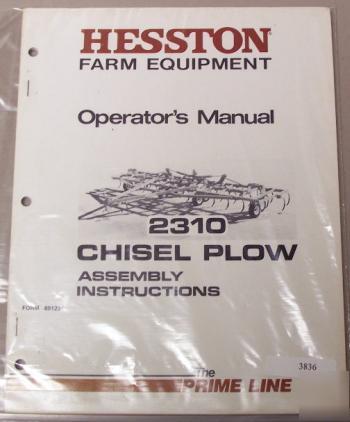 HESSTON
FARM EQUIPMENT
Operator's Manual
2310
CHISEL PLOW
ASSEMBLY
INSTRUCTIONS
FORM
3836
The
PRIME LINE